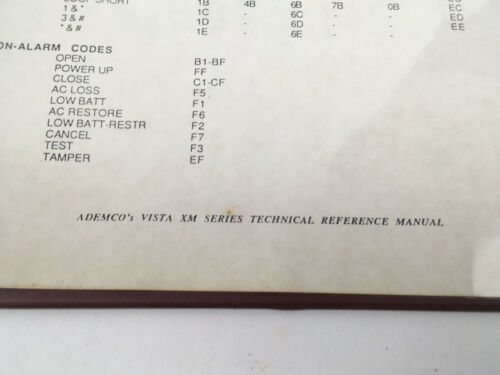 LOOP SHORT 1B 4B 6B 7B 0B EC
1 & * 1C 6C ED
3 & # 1D 6D EE
* & # 1E 6E
ON-ALARM CODES
OPEN B1-BF
POWER UP FF
CLOSE C1-CF
AC LOSS F5
LOW BATT F1
AC RESTORE F6
LOW BATT-RESTR F2
CANCEL F7
TEST F3
TAMPER EF
ADEMCO's VISTA XM SERIES TECHNICAL REFERENCE MANUAL